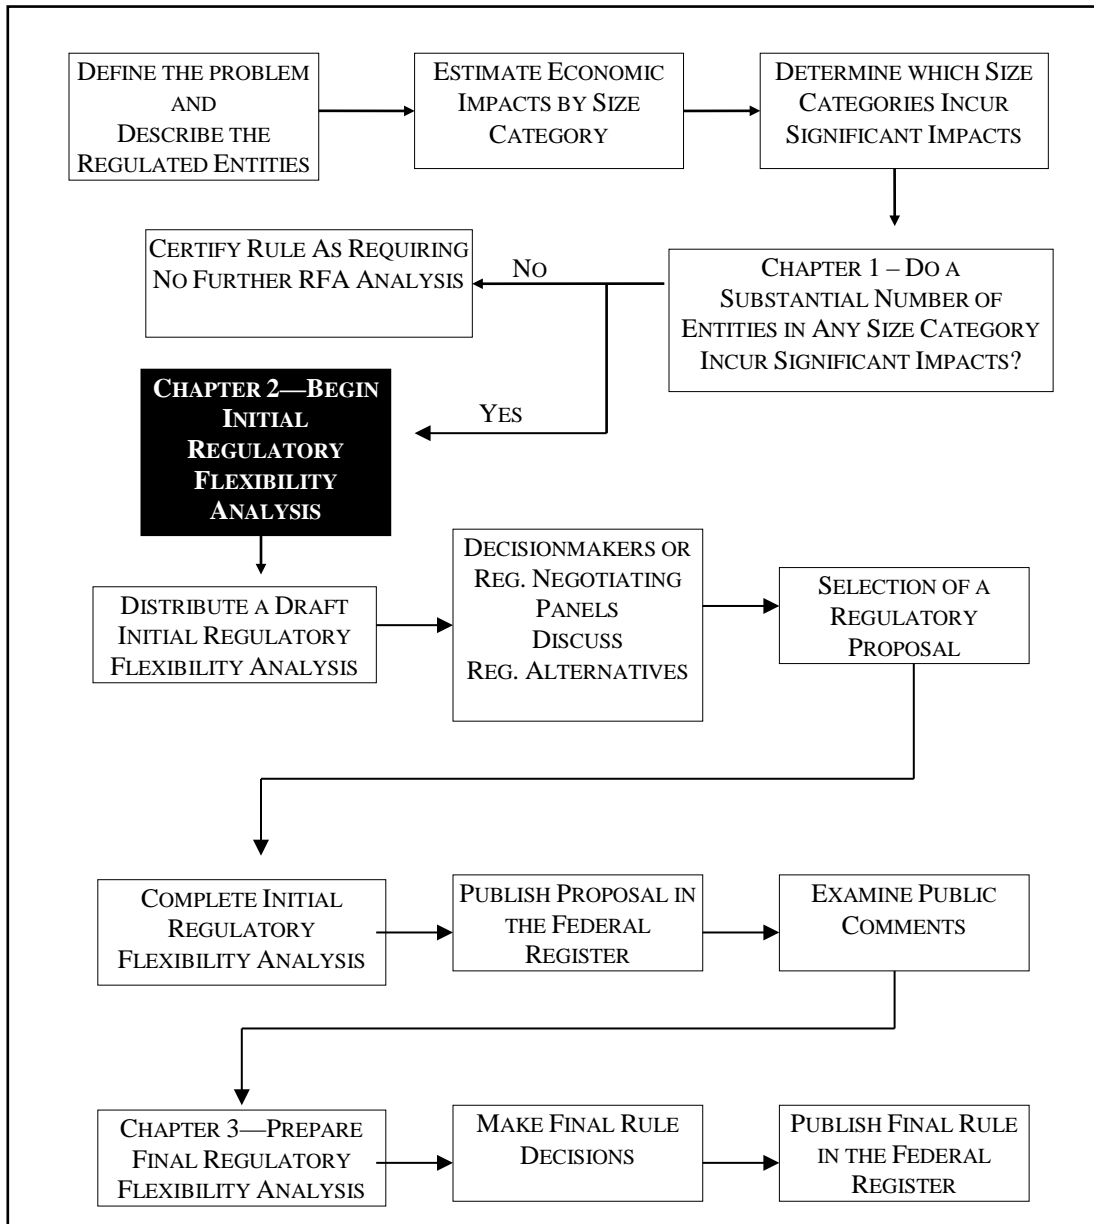 DEFINE THE PROBLEM
AND
DESCRIBE THE
REGULATED ENTITIES
ESTIMATE ECONOMIC
IMPACTS BY SIZE
CATEGORY
DETERMINE WHICH SIZE
CATEGORIES INCUR
SIGNIFICANT IMPACTS
CERTIFY RULE AS REQUIRING
NO FURTHER RFA ANALYSIS
NO
CHAPTER 1 – DO A
SUBSTANTIAL NUMBER OF
ENTITIES IN ANY SIZE CATEGORY
INCUR SIGNIFICANT IMPACTS?
YES
CHAPTER 2—BEGIN
INITIAL
REGULATORY
FLEXIBILITY
ANALYSIS
DISTRIBUTE A DRAFT
INITIAL REGULATORY
FLEXIBILITY ANALYSIS
DECISIONMAKERS OR
REG. NEGOTIATING
PANELS
DISCUSS
REG. ALTERNATIVES
SELECTION OF A
REGULATORY
PROPOSAL
COMPLETE INITIAL
REGULATORY
FLEXIBILITY ANALYSIS
PUBLISH PROPOSAL IN
THE FEDERAL
REGISTER
EXAMINE PUBLIC
COMMENTS
CHAPTER 3—PREPARE
FINAL REGULATORY
FLEXIBILITY ANALYSIS
MAKE FINAL RULE
DECISIONS
PUBLISH FINAL RULE
IN THE FEDERAL
REGISTER